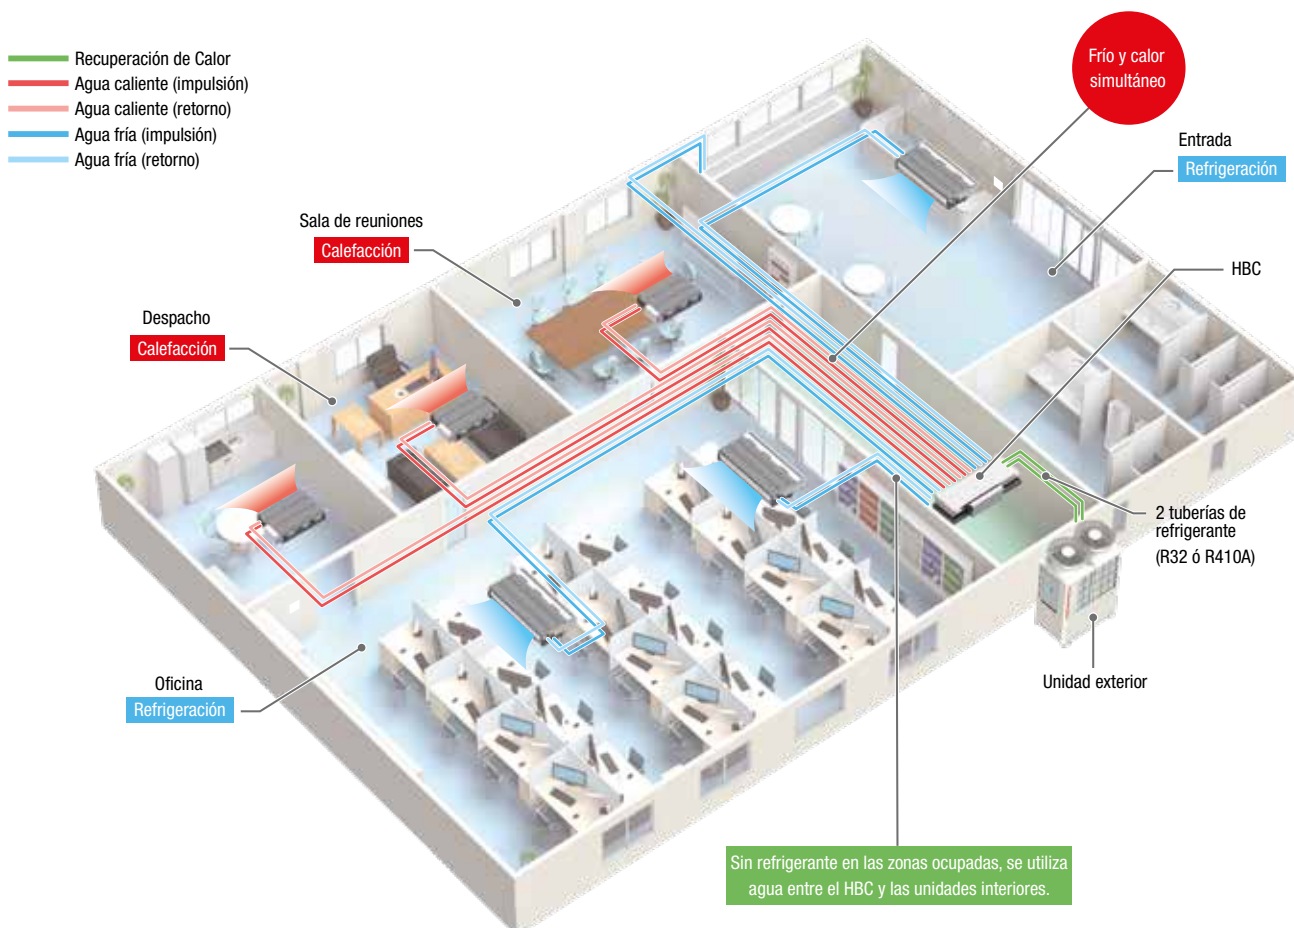 Recuperación de Calor
Agua caliente (impulsión)
Agua caliente (retorno)
Agua fría (impulsión)
Agua fría (retorno)
Frío y calor
simultáneo
Entrada
Refrigeración
Sala de reuniones
Calefacción
HBC
Despacho
Calefacción
2 tuberías de
refrigerante
(R32 ó R410A)
Unidad exterior
Oficina
Refrigeración
Sin refrigerante en las zonas ocupadas, se utiliza
agua entre el HBC y las unidades interiores.